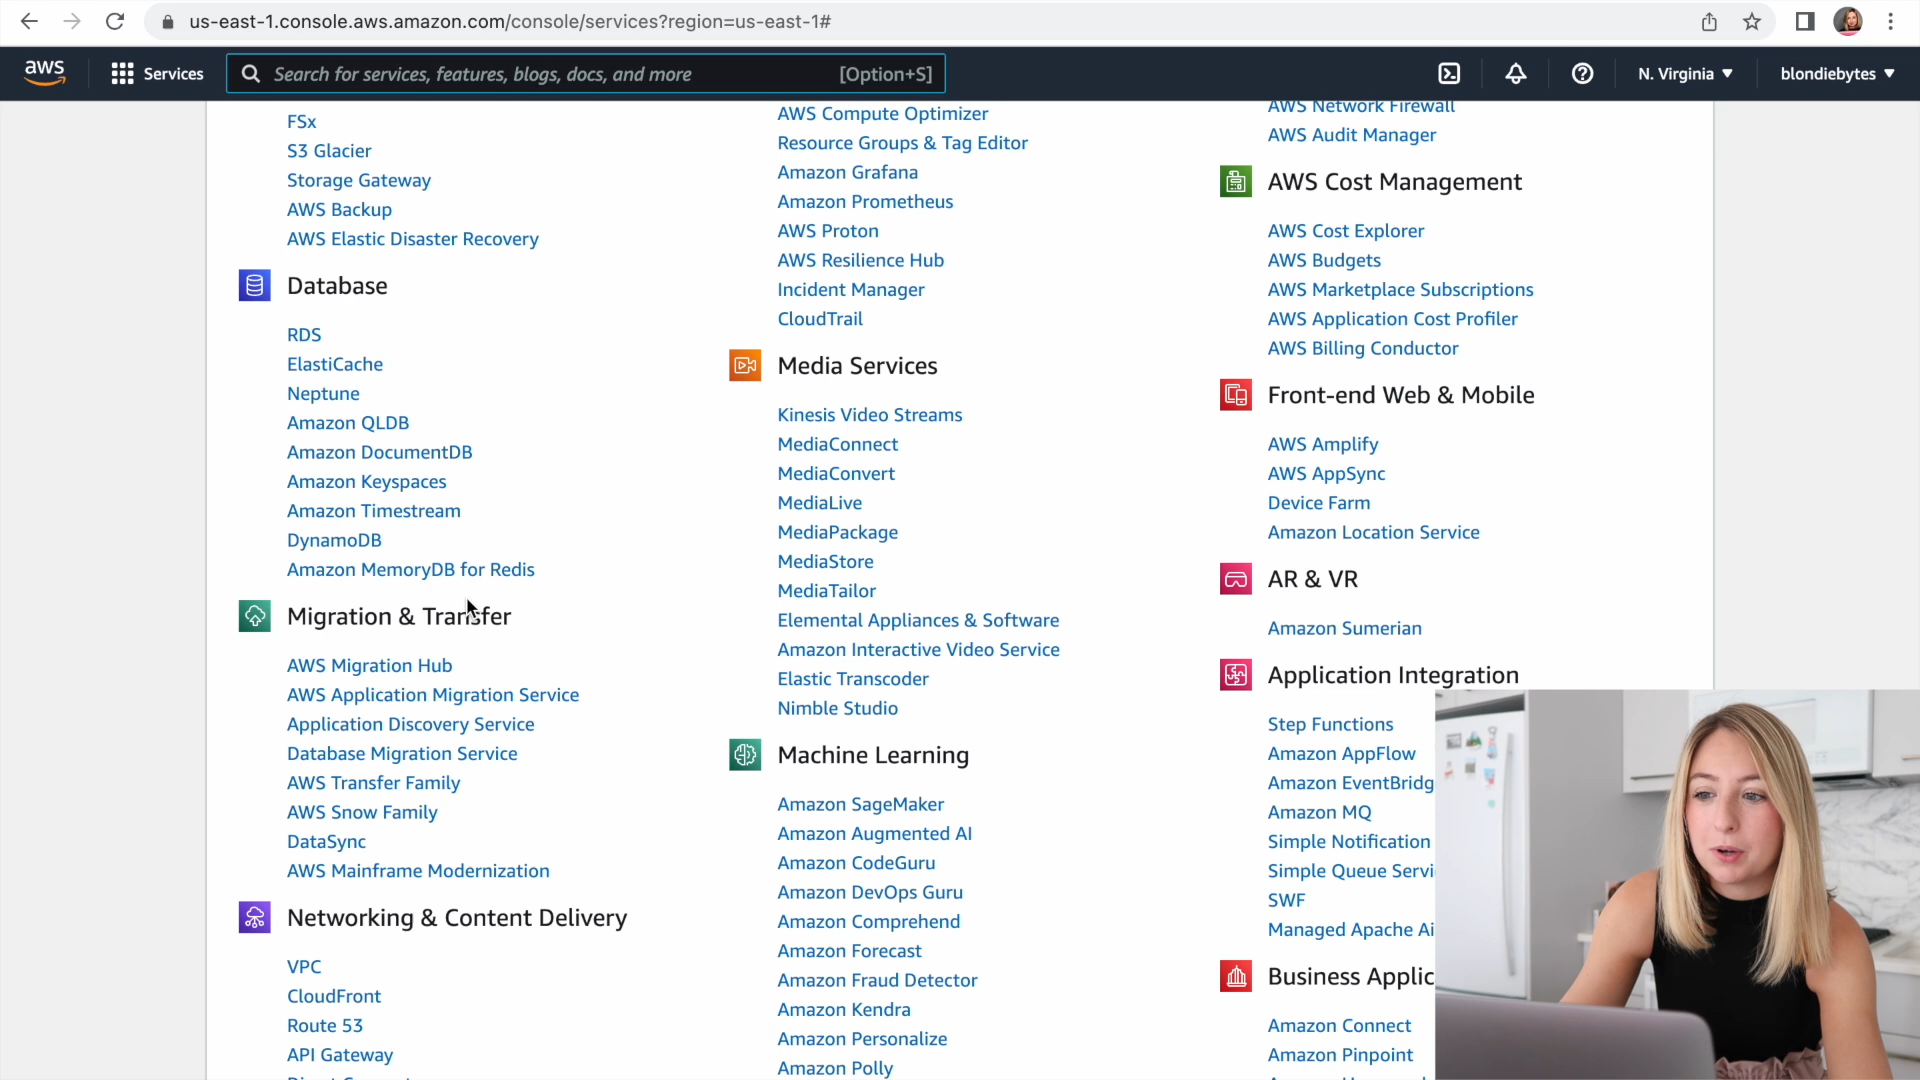 us-east-1.console.aws.amazon.com/console/services?region=us-east-1#
aws
Services
Search for services, features, blogs, docs, and more
[Option+S]
N. Virginia
blondiebytes
FSx
S3 Glacier
Storage Gateway
AWS Backup
AWS Elastic Disaster Recovery
Database
RDS
ElastiCache
Neptune
Amazon QLDB
Amazon DocumentDB
Amazon Keyspaces
Amazon Timestream
DynamoDB
Amazon MemoryDB for Redis
Migration & Transfer
AWS Migration Hub
AWS Application Migration Service
Application Discovery Service
Database Migration Service
AWS Transfer Family
AWS Snow Family
DataSync
AWS Mainframe Modernization
Networking & Content Delivery
VPC
CloudFront
Route 53
API Gateway
AWS Compute Optimizer
Resource Groups & Tag Editor
Amazon Grafana
Amazon Prometheus
AWS Proton
AWS Resilience Hub
Incident Manager
CloudTrail
Media Services
Kinesis Video Streams
MediaConnect
MediaConvert
MediaLive
MediaPackage
MediaStore
MediaTailor
Elemental Appliances & Software
Amazon Interactive Video Service
Elastic Transcoder
Nimble Studio
Machine Learning
Amazon SageMaker
Amazon Augmented AI
Amazon CodeGuru
Amazon DevOps Guru
Amazon Comprehend
Amazon Forecast
Amazon Fraud Detector
Amazon Kendra
Amazon Personalize
Amazon Polly
AWS Network Firewall
AWS Audit Manager
AWS Cost Management
AWS Cost Explorer
AWS Budgets
AWS Marketplace Subscriptions
AWS Application Cost Profiler
AWS Billing Conductor
Front-end Web & Mobile
AWS Amplify
AWS AppSync
Device Farm
Amazon Location Service
AR & VR
Amazon Sumerian
Application Integration
Step Functions
Amazon AppFlow
Amazon EventBridg
Amazon MQ
Simple Notification
Simple Queue Servi
SWF
Managed Apache Ai
Business Applic
Amazon Connect
Amazon Pinpoint